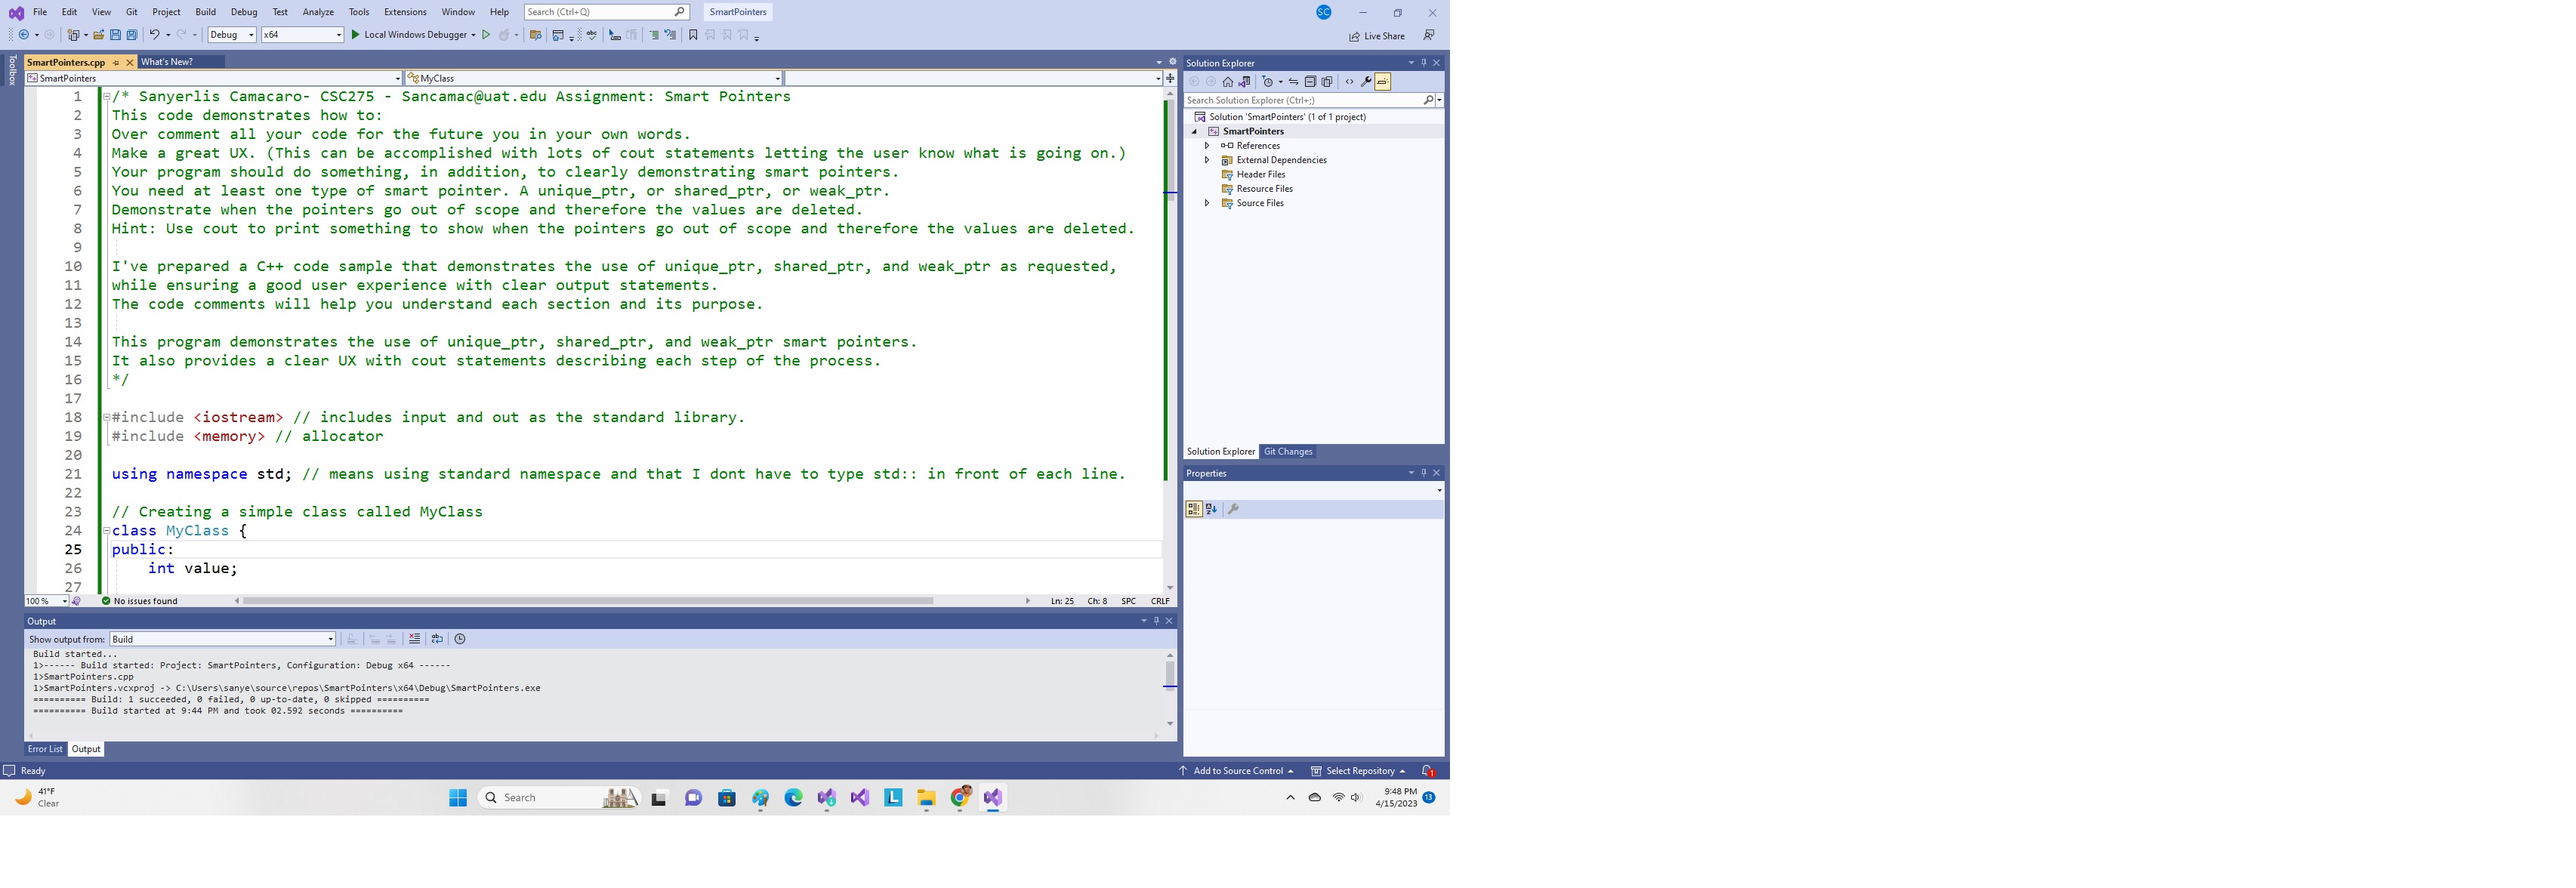 File Edit View Git Project Build Debug Test Analyze Tools Extensions Window Help Search (Ctrl+Q) SmartPointers SC
Debug x64 Local Windows Debugger Live Share
Toolbox
SmartPointers.cpp What's New?
SmartPointers MyClass
1 /* Sanyerlis Camacaro- CSC275 - Sancamac@uat.edu Assignment: Smart Pointers
2 This code demonstrates how to:
3 Over comment all your code for the future you in your own words.
4 Make a great UX. (This can be accomplished with lots of cout statements letting the user know what is going on.)
5 Your program should do something, in addition, to clearly demonstrating smart pointers.
6 You need at least one type of smart pointer. A unique_ptr, or shared_ptr, or weak_ptr.
7 Demonstrate when the pointers go out of scope and therefore the values are deleted.
8 Hint: Use cout to print something to show when the pointers go out of scope and therefore the values are deleted.
9
10 I've prepared a C++ code sample that demonstrates the use of unique_ptr, shared_ptr, and weak_ptr as requested,
11 while ensuring a good user experience with clear output statements.
12 The code comments will help you understand each section and its purpose.
13
14 This program demonstrates the use of unique_ptr, shared_ptr, and weak_ptr smart pointers.
15 It also provides a clear UX with cout statements describing each step of the process.
16 */
17
18 #include <iostream> // includes input and out as the standard library.
19 #include <memory> // allocator
20
21 using namespace std; // means using standard namespace and that I dont have to type std:: in front of each line.
22
23 // Creating a simple class called MyClass
24 class MyClass {
25 public:
26 int value;
27
100 % No issues found Ln: 25 Ch: 8 SPC CRLF
Output
Show output from: Build
Build started...
1>------ Build started: Project: SmartPointers, Configuration: Debug x64 ------
1>SmartPointers.cpp
1>SmartPointers.vcxproj -> C:\Users\sanye\source\repos\SmartPointers\x64\Debug\SmartPointers.exe
========== Build: 1 succeeded, 0 failed, 0 up-to-date, 0 skipped ==========
========== Build started at 9:44 PM and took 02.592 seconds ==========
Error List Output
Solution Explorer
Search Solution Explorer (Ctrl+;)
Solution 'SmartPointers' (1 of 1 project)
SmartPointers
References
External Dependencies
Header Files
Resource Files
Source Files
Solution Explorer Git Changes
Properties
Ready Add to Source Control Select Repository 1
41°F
Clear
Search
L
9:48 PM
4/15/2023
13